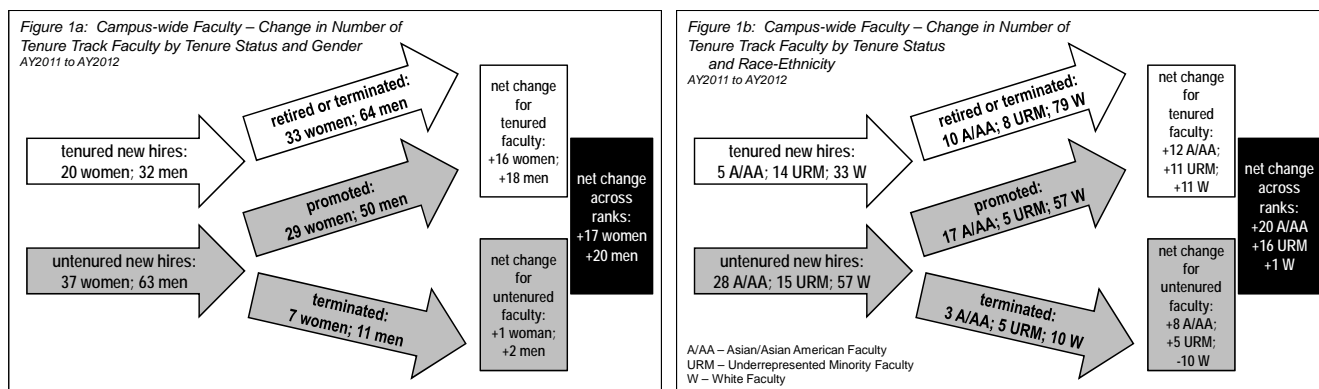 Figure 1a:  Campus-wide Faculty – Change in Number of
Tenure Track Faculty by Tenure Status and Gender
AY2011 to AY2012
retired or terminated:
33 women; 64 men
tenured new hires:
20 women; 32 men
promoted:
29 women; 50 men
untenured new hires:
37 women; 63 men
terminated:
7 women; 11 men
net change
for
tenured
faculty:
+16 women;
+18 men
net change
for
untenured
faculty:
+1 woman;
+2 men
net change
across
ranks:
+17 women
+20 men
Figure 1b:  Campus-wide Faculty – Change in Number of
Tenure Track Faculty by Tenure Status
and Race-Ethnicity
AY2011 to AY2012
retired or terminated:
10 A/AA; 8 URM; 79 W
tenured new hires:
5 A/AA; 14 URM; 33 W
promoted:
17 A/AA; 5 URM; 57 W
untenured new hires:
28 A/AA; 15 URM; 57 W
terminated:
3 A/AA; 5 URM; 10 W
net change
for
tenured
faculty:
+12 A/AA;
+11 URM;
+11 W
net change
for
untenured
faculty:
+8 A/AA;
+5 URM;
-10 W
net change
across
ranks:
+20 A/AA
+16 URM
+1 W
A/AA – Asian/Asian American Faculty
URM – Underrepresented Minority Faculty
W – White Faculty